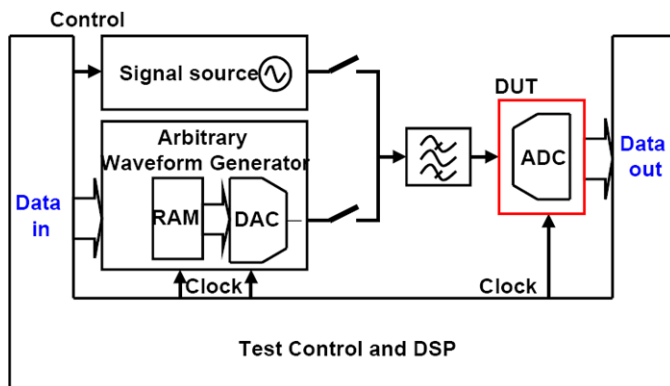 Control
Signal source
DUT
Arbitrary
Waveform Generator
ADC
Data
out
Data
in
RAM
DAC
Clock
Clock
Test Control and DSP